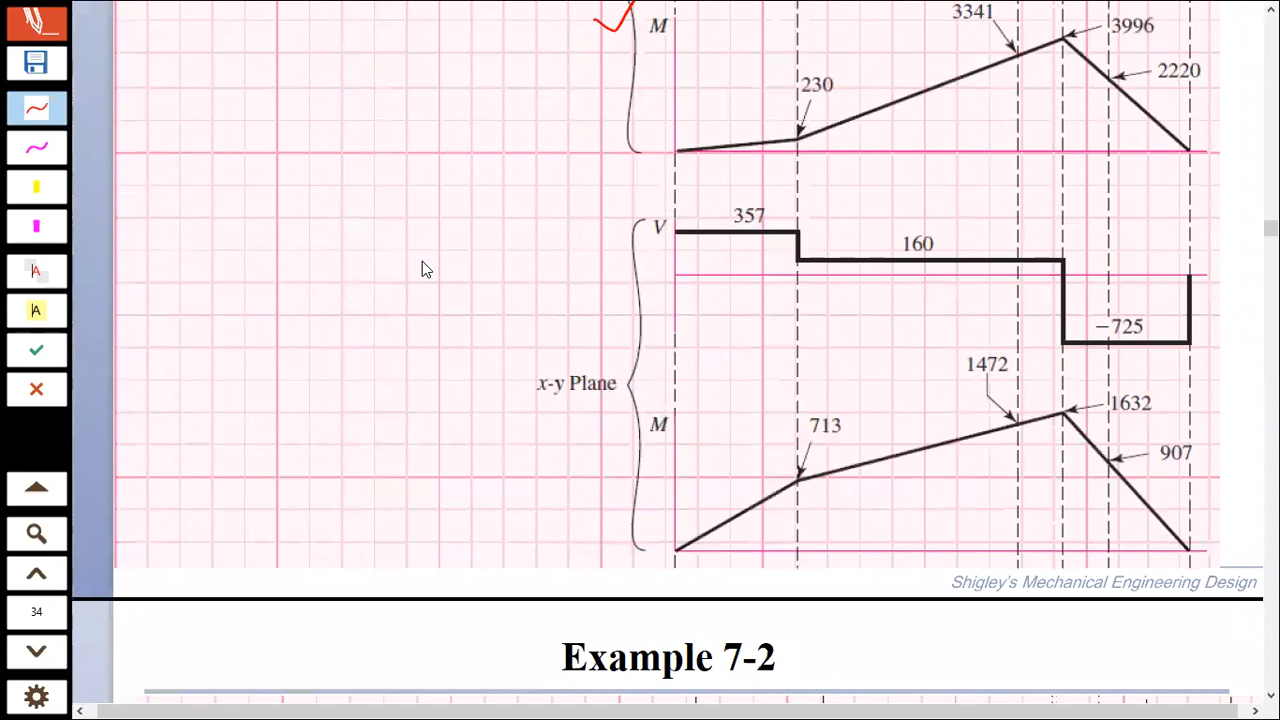 M
3341
3996
2220
230
V
357
160
−725
x-y Plane
M
1472
1632
907
713
Shigley's Mechanical Engineering Design
Example 7-2
A
A
34